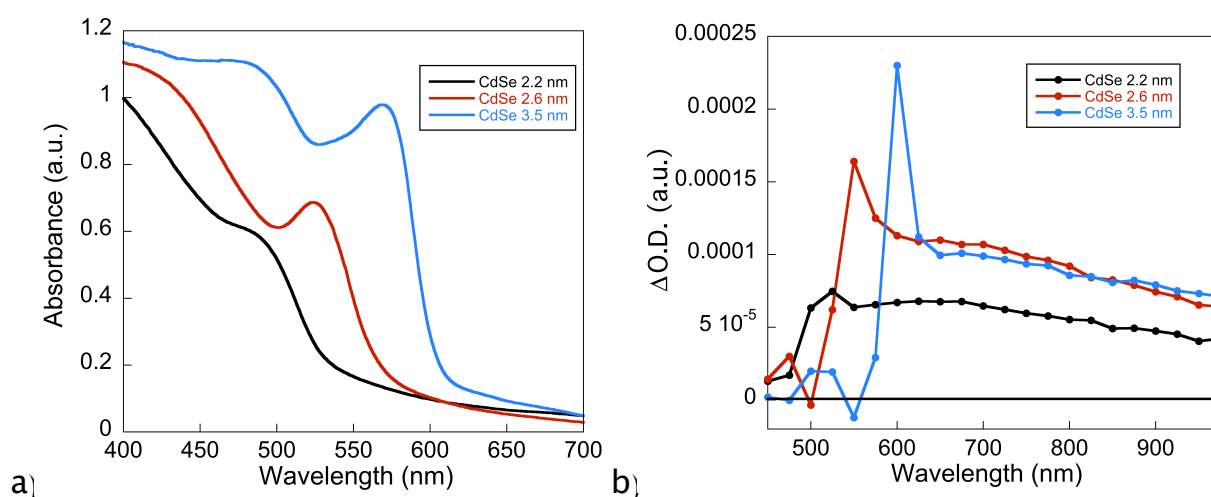 1.2
1
0.8
0.6
0.4
0.2
0
Absorbance (a.u.)
CdSe 2.2 nm
CdSe 2.6 nm
CdSe 3.5 nm
400 450 500 550 600 650 700
Wavelength (nm)
a)
0.00025
0.0002
0.00015
0.0001
5 10-5
0
ΔO.D. (a.u.)
CdSe 2.2 nm
CdSe 2.6 nm
CdSe 3.5 nm
500 600 700 800 900
Wavelength (nm)
b)